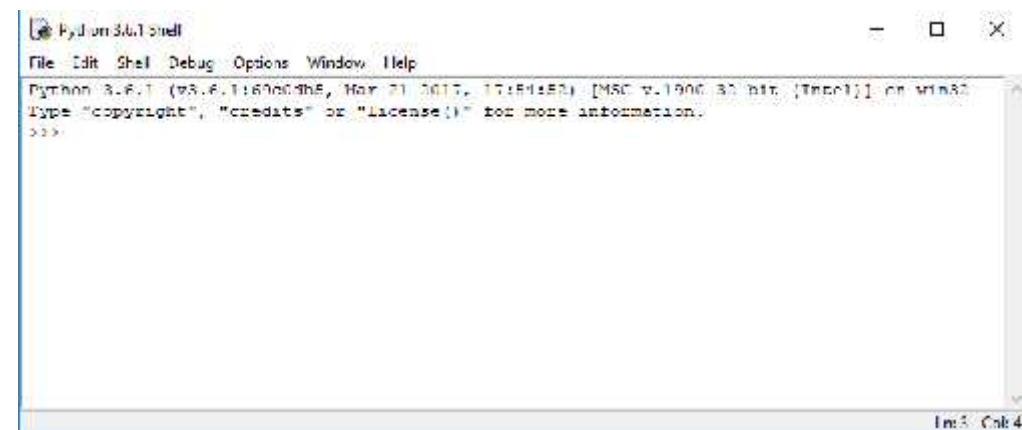 Python 3.6.1 Shell
File Edit Shell Debug Options Window Help
Python 3.6.1 (v3.6.1:69c0db5, Mar 21 2017, 17:54:52) [MSC v.1900 32 bit (Intel)] on win32
Type "copyright", "credits" or "license()" for more information.
>>>
Ln: 3 Col: 4